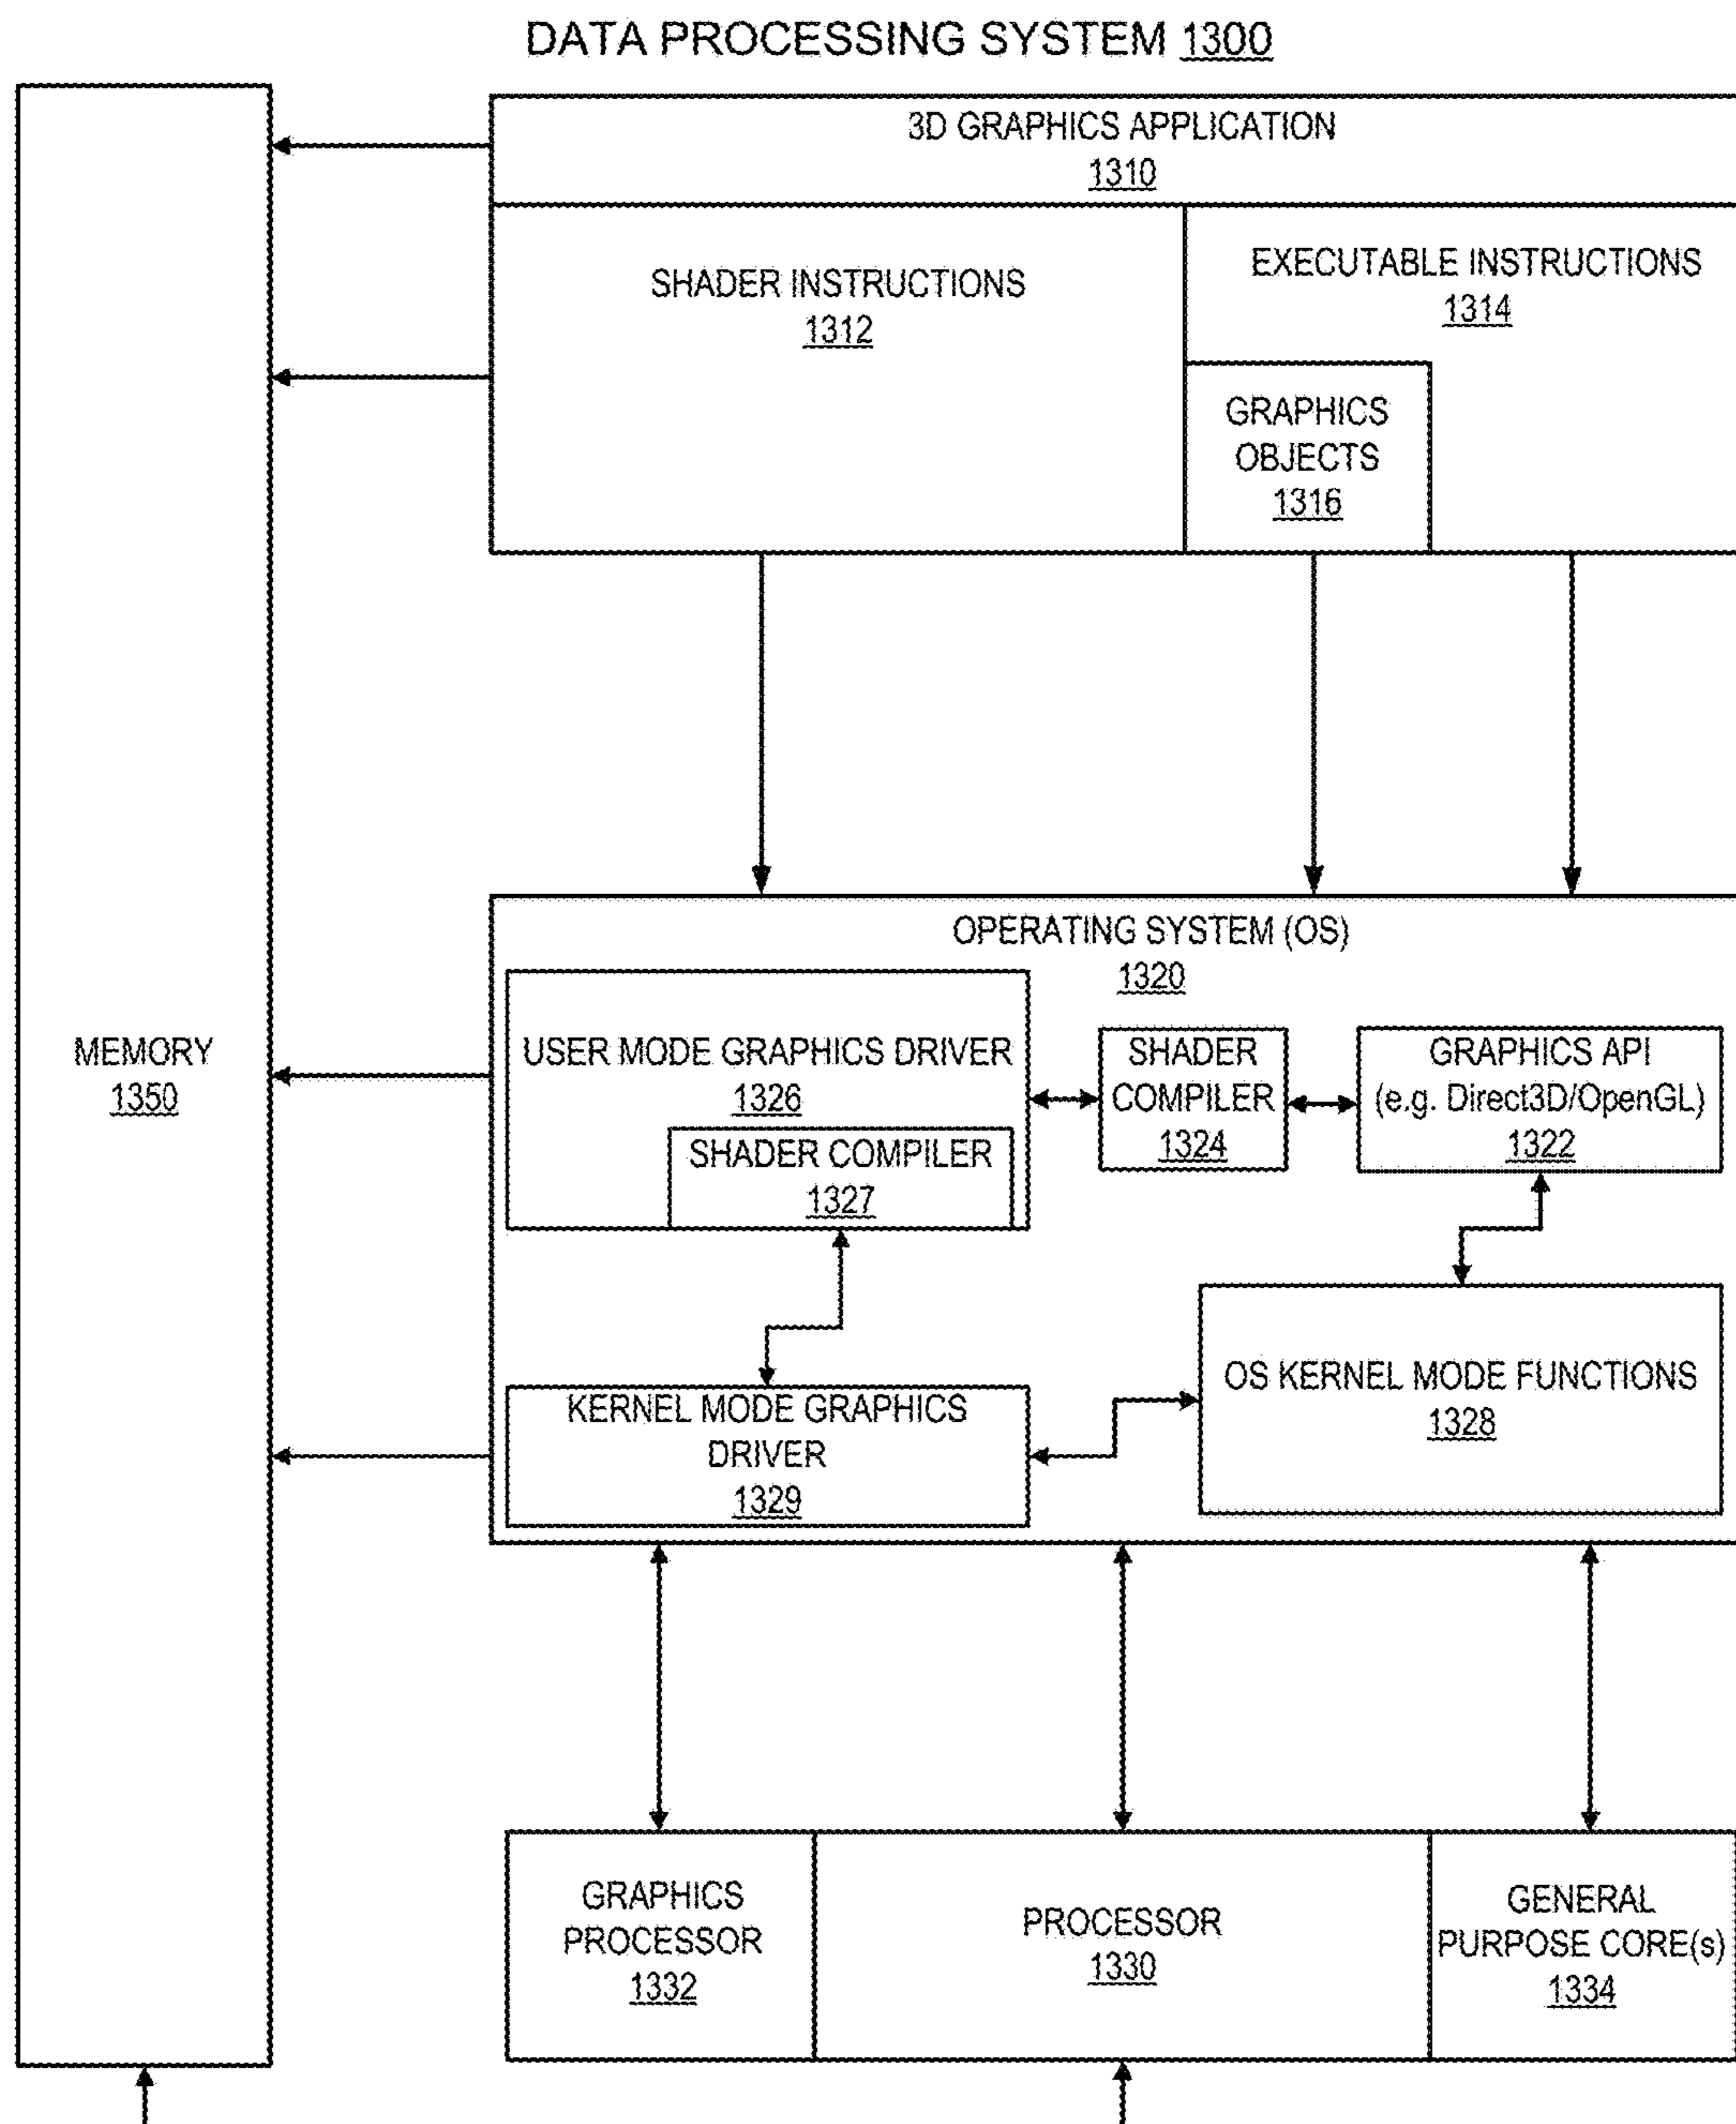 DATA PROCESSING SYSTEM 1300
3D GRAPHICS APPLICATION
1310
SHADER INSTRUCTIONS
1312
EXECUTABLE INSTRUCTIONS
1314
GRAPHICS
OBJECTS
1316
OPERATING SYSTEM (OS)
1320
MEMORY
1350
USER MODE GRAPHICS DRIVER
1326
SHADER COMPILER
1327
SHADER
COMPILER
1324
GRAPHICS API
(e.g. Direct3D/OpenGL)
1322
KERNEL MODE GRAPHICS
DRIVER
1329
OS KERNEL MODE FUNCTIONS
1328
GRAPHICS
PROCESSOR
1332
PROCESSOR
1330
GENERAL
PURPOSE CORE(s)
1334